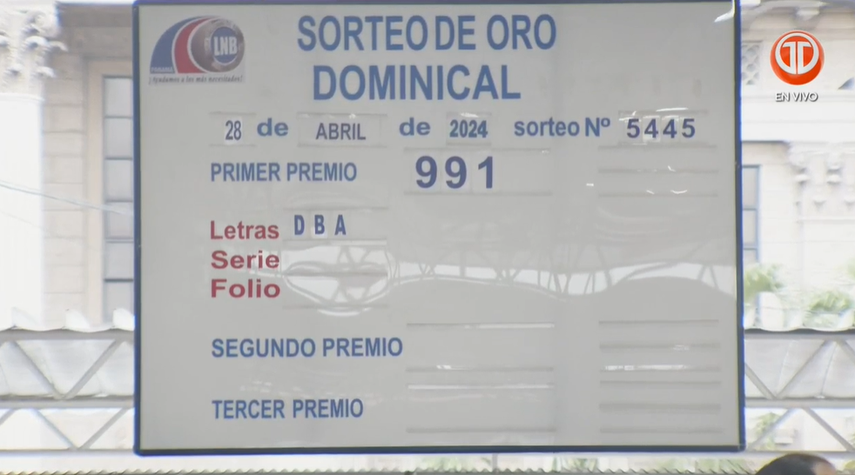 LNB
¡Ayudamos a los más necesitados!
SORTEO DE ORO
DOMINICAL
EN VIVO
28 de ABRIL de 2024 sorteo Nº 5445
PRIMER PREMIO 991
Letras D B A
Serie
Folio
SEGUNDO PREMIO
TERCER PREMIO